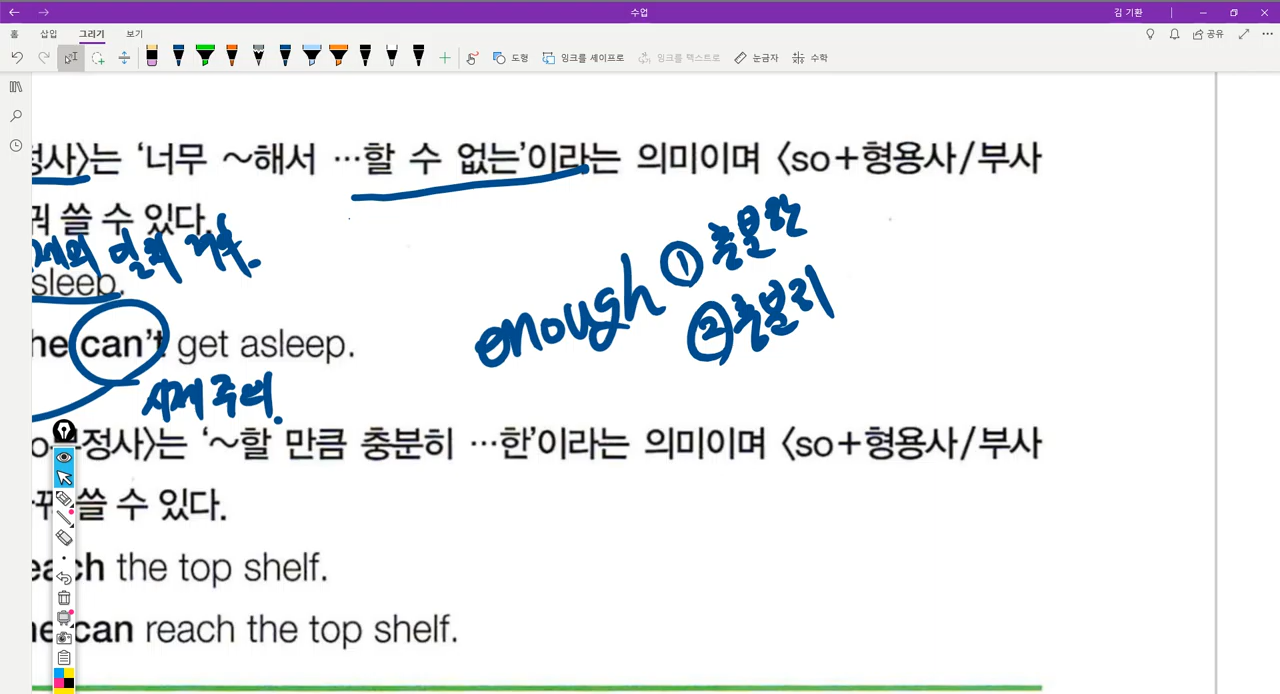 수업
김 기환
홈 삽입 그리기 보기
공유
도형 잉크를 셰이프로 잉크를 텍스트로 눈금자 수학
정사〉는 ‘너무 ~해서 …할 수 없는’이라는 의미이며 〈so+형용사/부사
꿔 쓸 수 있다.
enough ① 충분한
② 충분히
asleep.
he can't get asleep.
시제 주의.
정사〉는 ‘~할 만큼 충분히 …한’이라는 의미이며 〈so+형용사/부사
꿔 쓸 수 있다.
each the top shelf.
he can reach the top shelf.